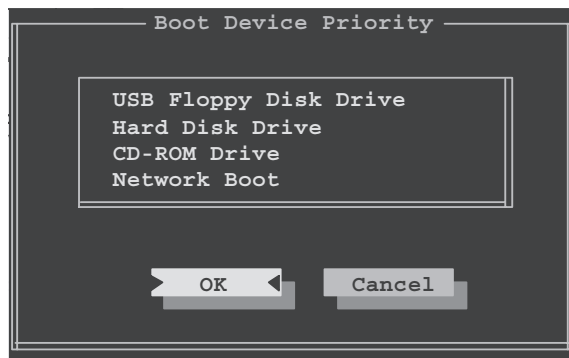 Boot Device Priority
USB Floppy Disk Drive
Hard Disk Drive
CD-ROM Drive
Network Boot
OK Cancel